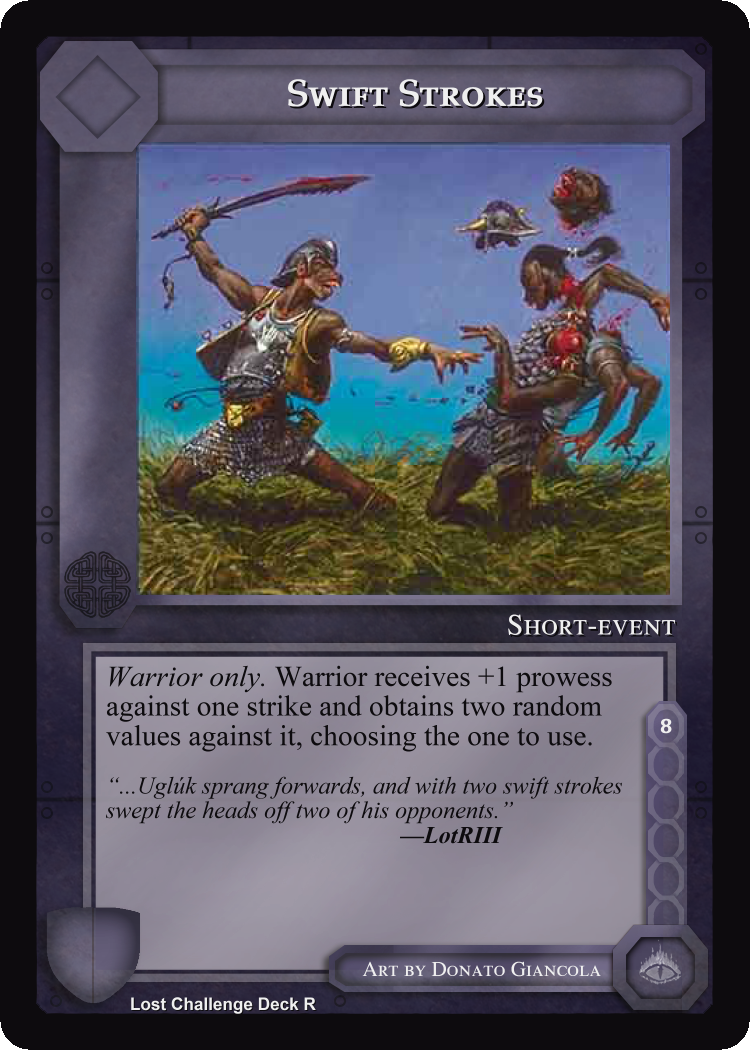 Swift Strokes
Short-event
Warrior only. Warrior receives +1 prowess
against one strike and obtains two random
values against it, choosing the one to use.
8
“...Uglúk sprang forwards, and with two swift strokes
swept the heads off two of his opponents.”
—LotRIII
Art by Donato Giancola
Lost Challenge Deck R